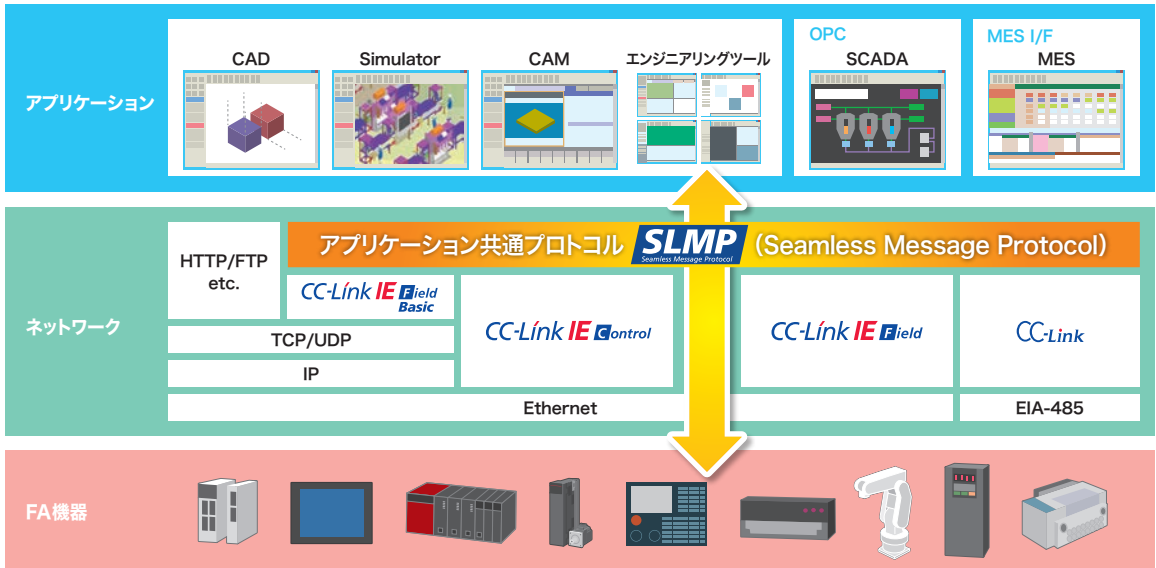 アプリケーション
CAD
Simulator
CAM
エンジニアリングツール
OPC
SCADA
MES I/F
MES
ネットワーク
HTTP/FTP
etc.
アプリケーション共通プロトコル SLMP (Seamless Message Protocol)
Seamless Message Protocol
CC-Link IE Field
Basic
CC-Link IE Control
CC-Link IE Field
CC-Link
TCP/UDP
IP
Ethernet
EIA-485
FA機器